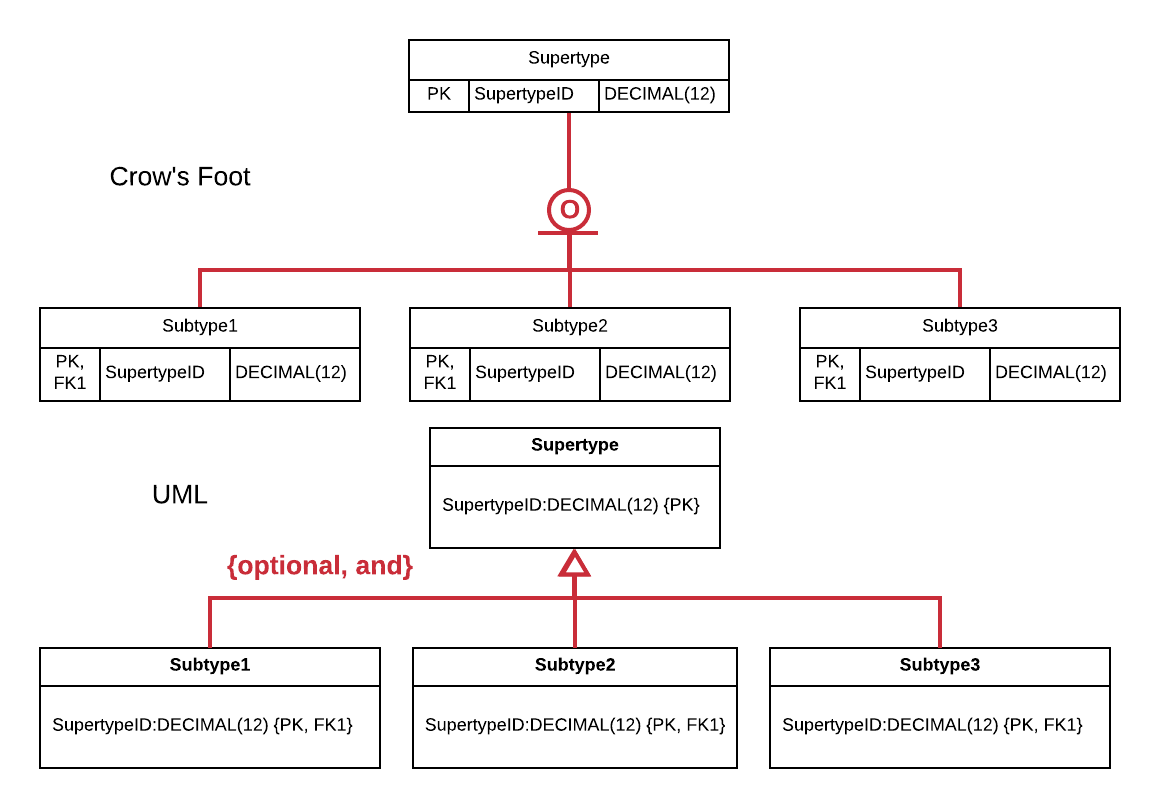 Supertype
PK SupertypeID DECIMAL(12)
Crow's Foot
O
Subtype1
PK,
FK1 SupertypeID DECIMAL(12)
Subtype2
PK,
FK1 SupertypeID DECIMAL(12)
Subtype3
PK,
FK1 SupertypeID DECIMAL(12)
Supertype
SupertypeID:DECIMAL(12) {PK}
UML
{optional, and}
Subtype1
SupertypeID:DECIMAL(12) {PK, FK1}
Subtype2
SupertypeID:DECIMAL(12) {PK, FK1}
Subtype3
SupertypeID:DECIMAL(12) {PK, FK1}